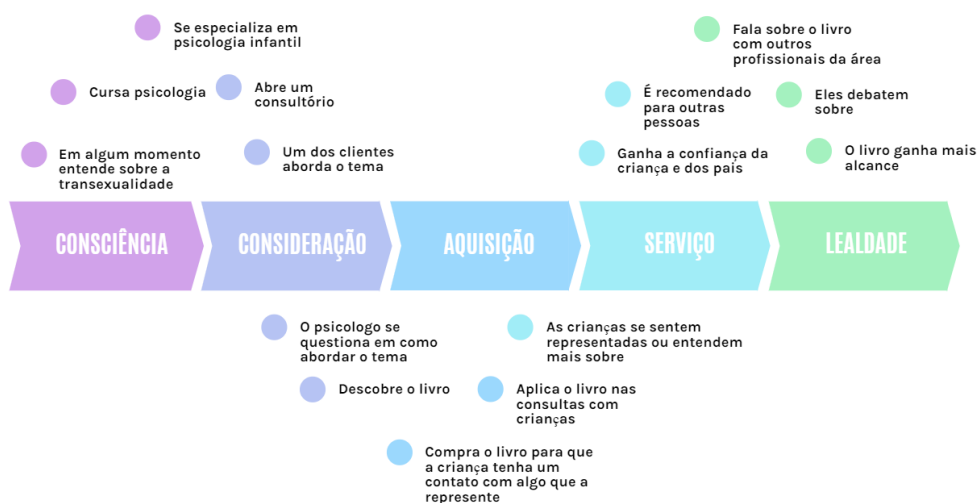 Se especializa em
psicologia infantil
Cursa psicologia
Em algum momento
entende sobre a
transexualidade
Abre um
consultório
Um dos clientes
aborda o tema
É recomendado
para outras
pessoas
Ganha a confiança da
criança e dos pais
Fala sobre o livro
com outros
profissionais da área
Eles debatem
sobre
O livro ganha mais
alcance
CONSCIÊNCIA
CONSIDERAÇÃO
AQUISIÇÃO
SERVIÇO
LEALDADE
O psicologo se
questiona em como
abordar o tema
Descobre o livro
As crianças se sentem
representadas ou entendem
mais sobre
Aplica o livro nas
consultas com
crianças
Compra o livro para que
a criança tenha um
contato com algo que a
represente